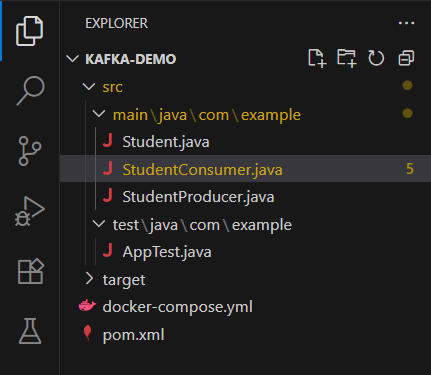 EXPLORER
KAFKA-DEMO
src
main\java\com\example
Student.java
StudentConsumer.java 5
StudentProducer.java
test\java\com\example
AppTest.java
target
docker-compose.yml
pom.xml